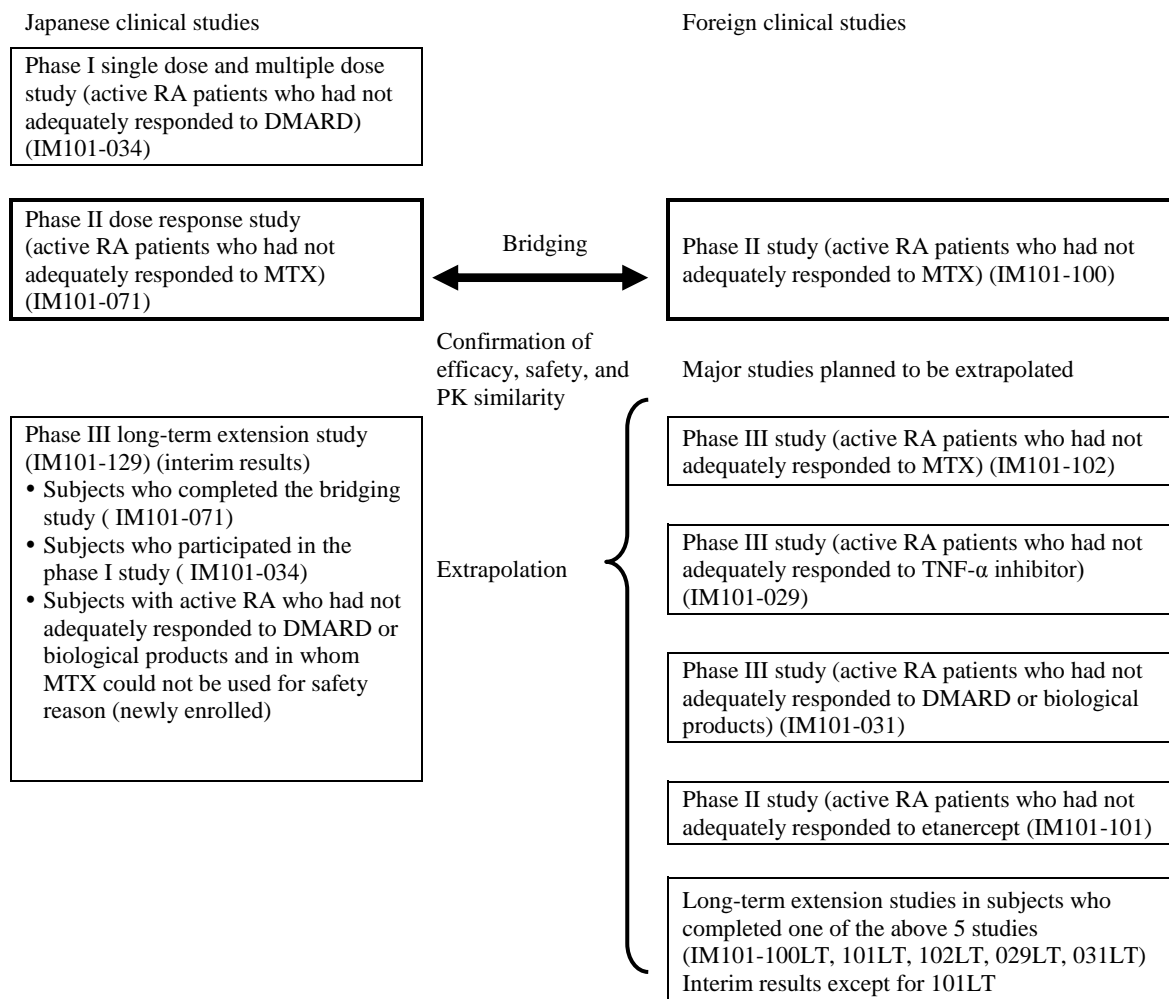 Japanese clinical studies
Foreign clinical studies
Phase I single dose and multiple dose
study (active RA patients who had not
adequately responded to DMARD)
(IM101-034)
Phase II dose response study
(active RA patients who had not
adequately responded to MTX)
(IM101-071)
Bridging
Phase II study (active RA patients who had not
adequately responded to MTX) (IM101-100)
Confirmation of
efficacy, safety, and
PK similarity
Major studies planned to be extrapolated
Phase III long-term extension study
(IM101-129) (interim results)
• Subjects who completed the bridging
study ( IM101-071)
• Subjects who participated in the
phase I study ( IM101-034)
• Subjects with active RA who had not
adequately responded to DMARD or
biological products and in whom
MTX could not be used for safety
reason (newly enrolled)
Extrapolation
Phase III study (active RA patients who had not
adequately responded to MTX) (IM101-102)
Phase III study (active RA patients who had not
adequately responded to TNF-α inhibitor)
(IM101-029)
Phase III study (active RA patients who had not
adequately responded to DMARD or biological
products) (IM101-031)
Phase II study (active RA patients who had not
adequately responded to etanercept (IM101-101)
Long-term extension studies in subjects who
completed one of the above 5 studies
(IM101-100LT, 101LT, 102LT, 029LT, 031LT)
Interim results except for 101LT